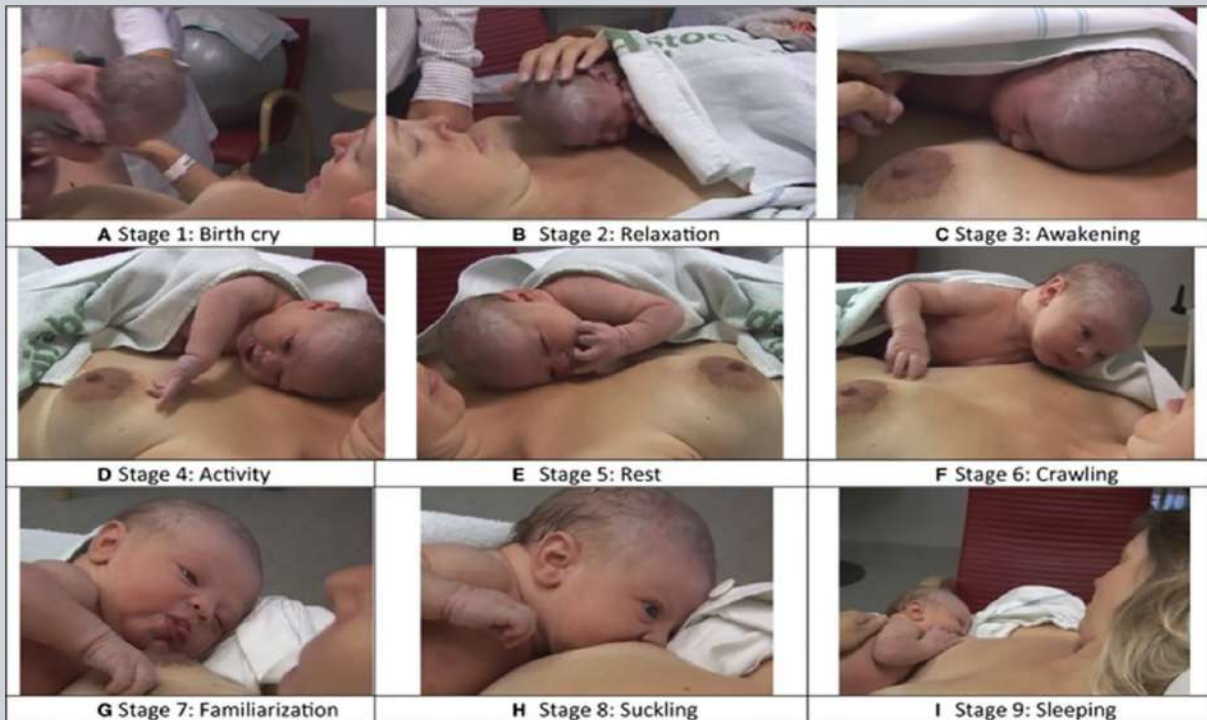 A Stage 1: Birth cry
B Stage 2: Relaxation
C Stage 3: Awakening
D Stage 4: Activity
E Stage 5: Rest
F Stage 6: Crawling
G Stage 7: Familiarization
H Stage 8: Suckling
I Stage 9: Sleeping